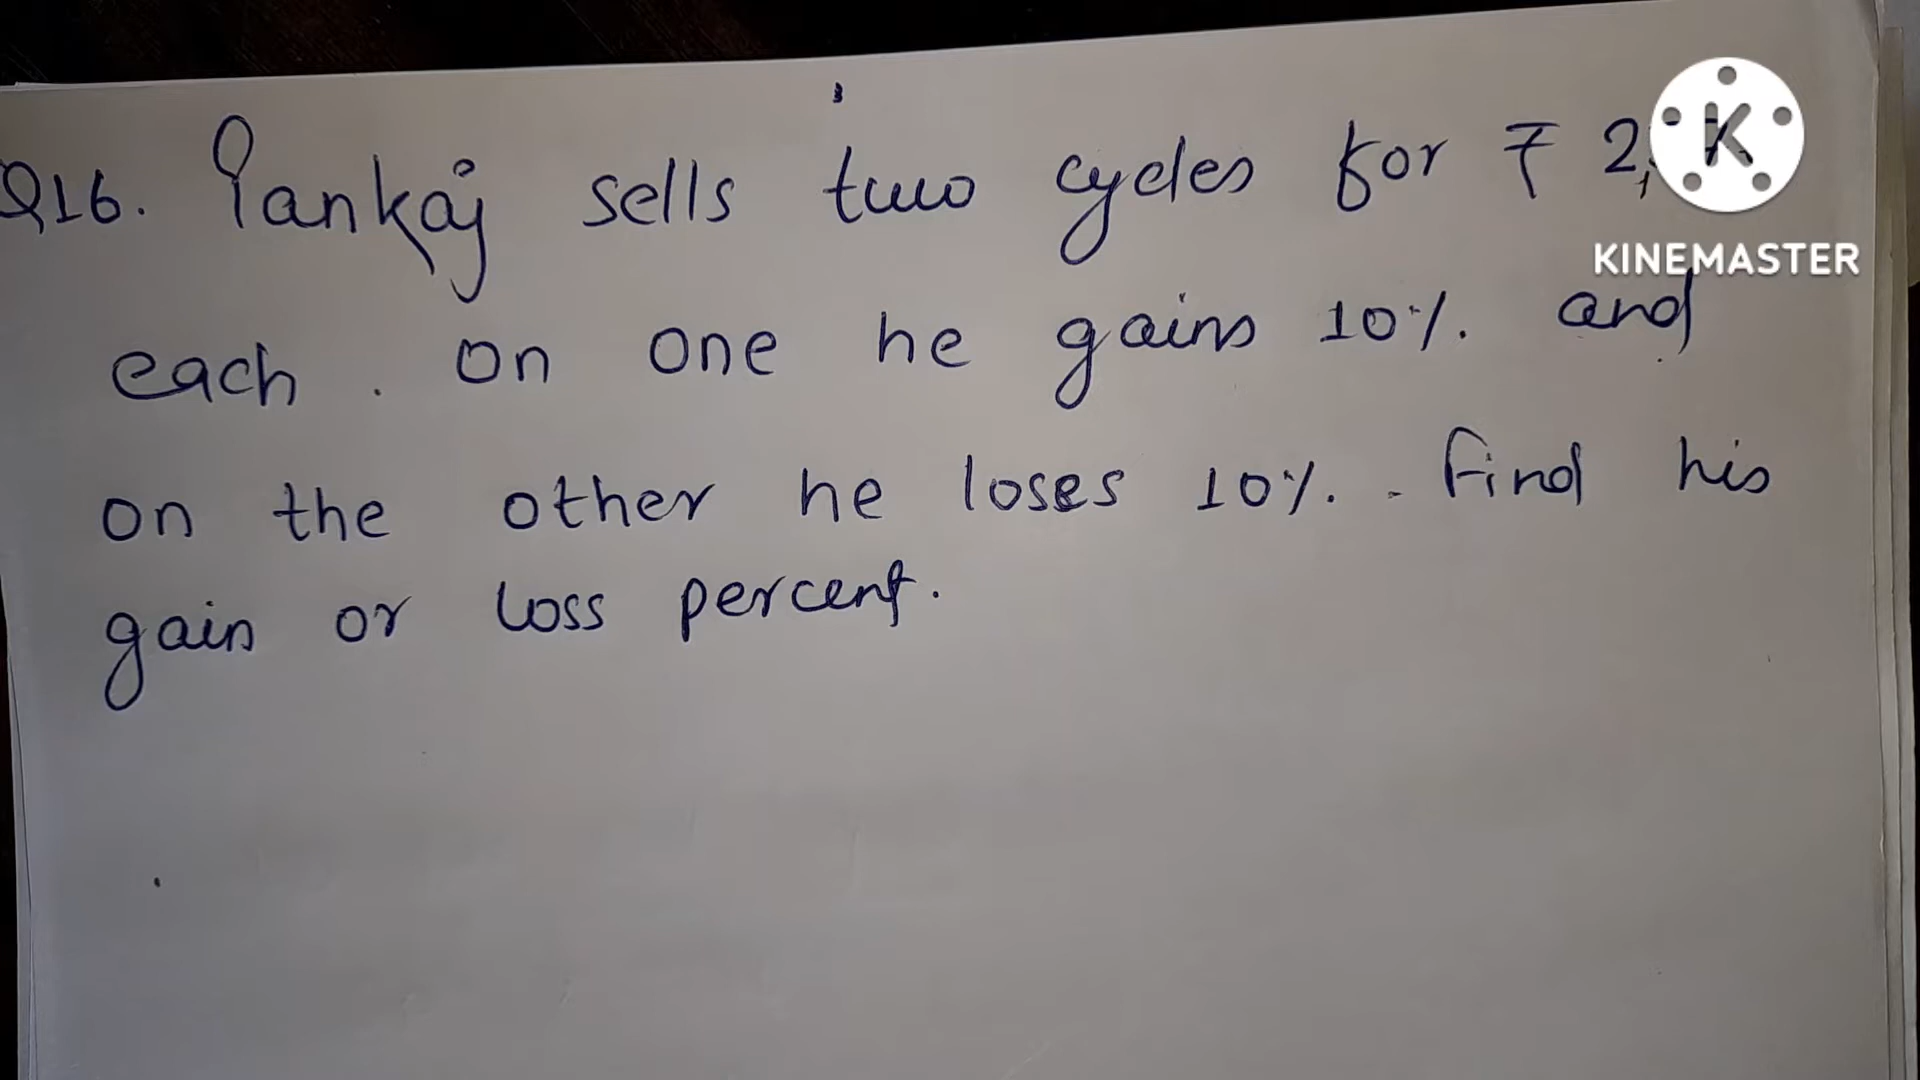 Q16. Pankaj sells two cycles for ₹ 2,
K
KINEMASTER
each. On one he gains 10%. and
on the other he loses 10%. Find his
gain or loss percent.